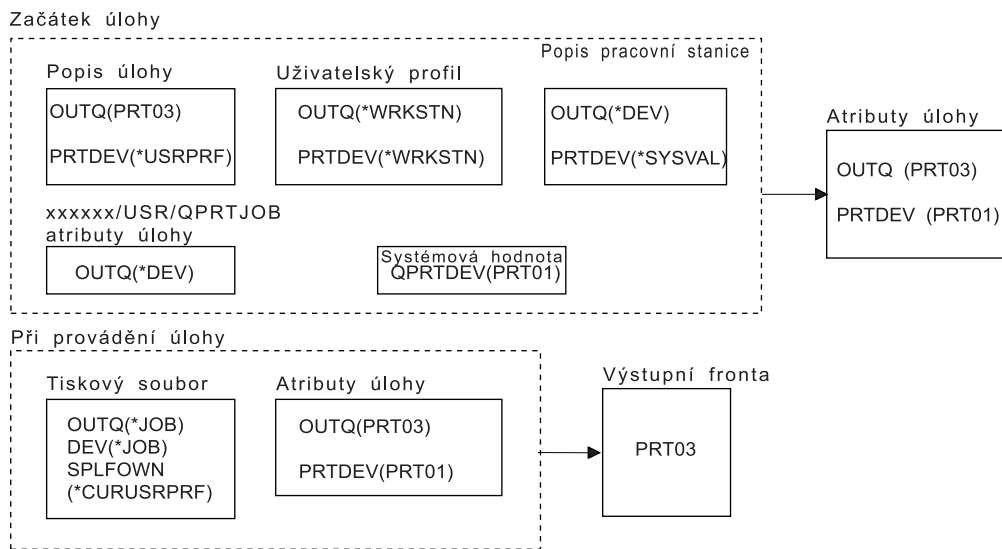 Začátek úlohy
Popis pracovní stanice
Popis úlohy
Uživatelský profil
OUTQ(PRT03)
PRTDEV(*USRPRF)
OUTQ(*WRKSTN)
PRTDEV(*WRKSTN)
OUTQ(*DEV)
PRTDEV(*SYSVAL)
Atributy úlohy
OUTQ (PRT03)
PRTDEV (PRT01)
xxxxxx/USR/QPRTJOB
atributy úlohy
OUTQ(*DEV)
Systémová hodnota
QPRTDEV(PRT01)
Při provádění úlohy
Tiskový soubor
OUTQ(*JOB)
DEV(*JOB)
SPLFOWN
(*CURUSRPRF)
Atributy úlohy
OUTQ(PRT03)
PRTDEV(PRT01)
Výstupní fronta
PRT03